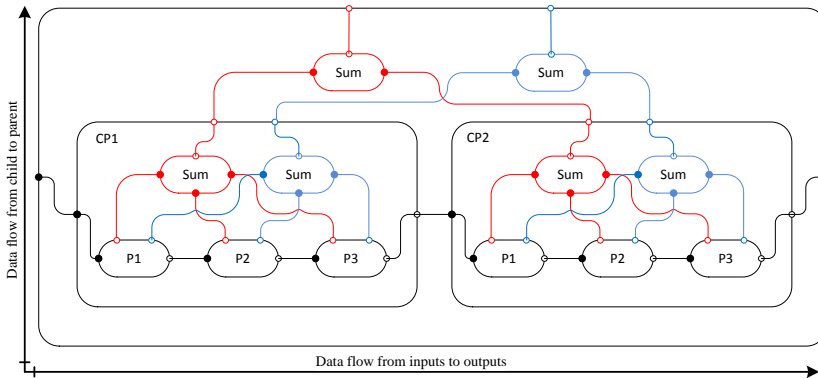 Sum
Sum
CP1
CP2
Sum
Sum
Sum
Sum
P1
P2
P3
P1
P2
P3
Data flow from child to parent
Data flow from inputs to outputs